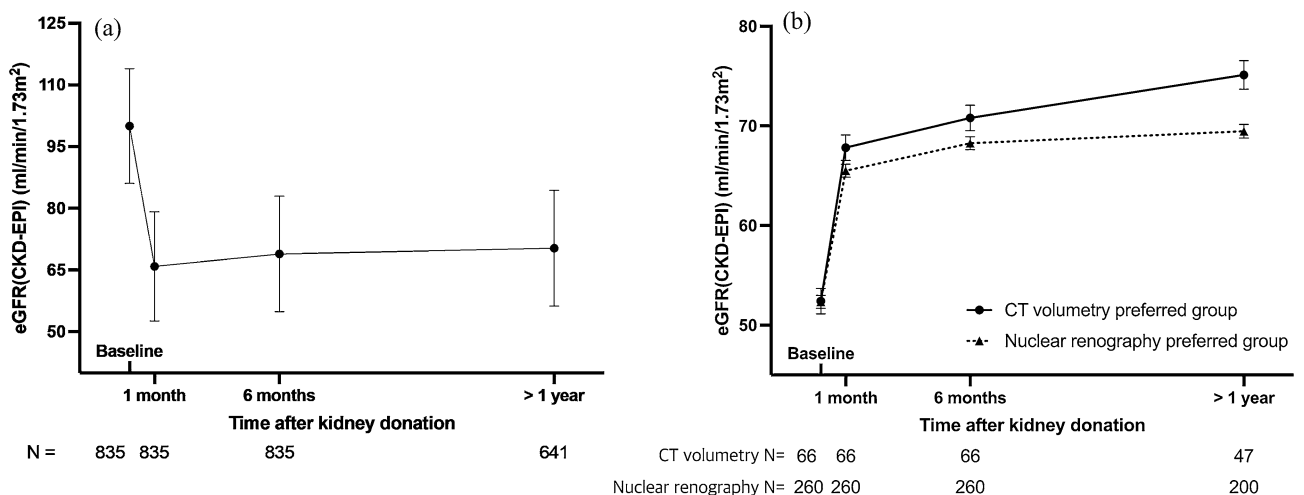 (a)
eGFR(CKD-EPI) (ml/min/1.73m²)
125
110
95
80
65
50
Baseline
1 month 6 months > 1 year
Time after kidney donation
N = 835 835 835 641
(b)
eGFR(CKD-EPI) (ml/min/1.73m²)
80
70
60
50
CT volumetry preferred group
Nuclear renography preferred group
Baseline
1 month 6 months > 1 year
Time after kidney donation
CT volumetry N= 66 66 66 47
Nuclear renography N= 260 260 260 200